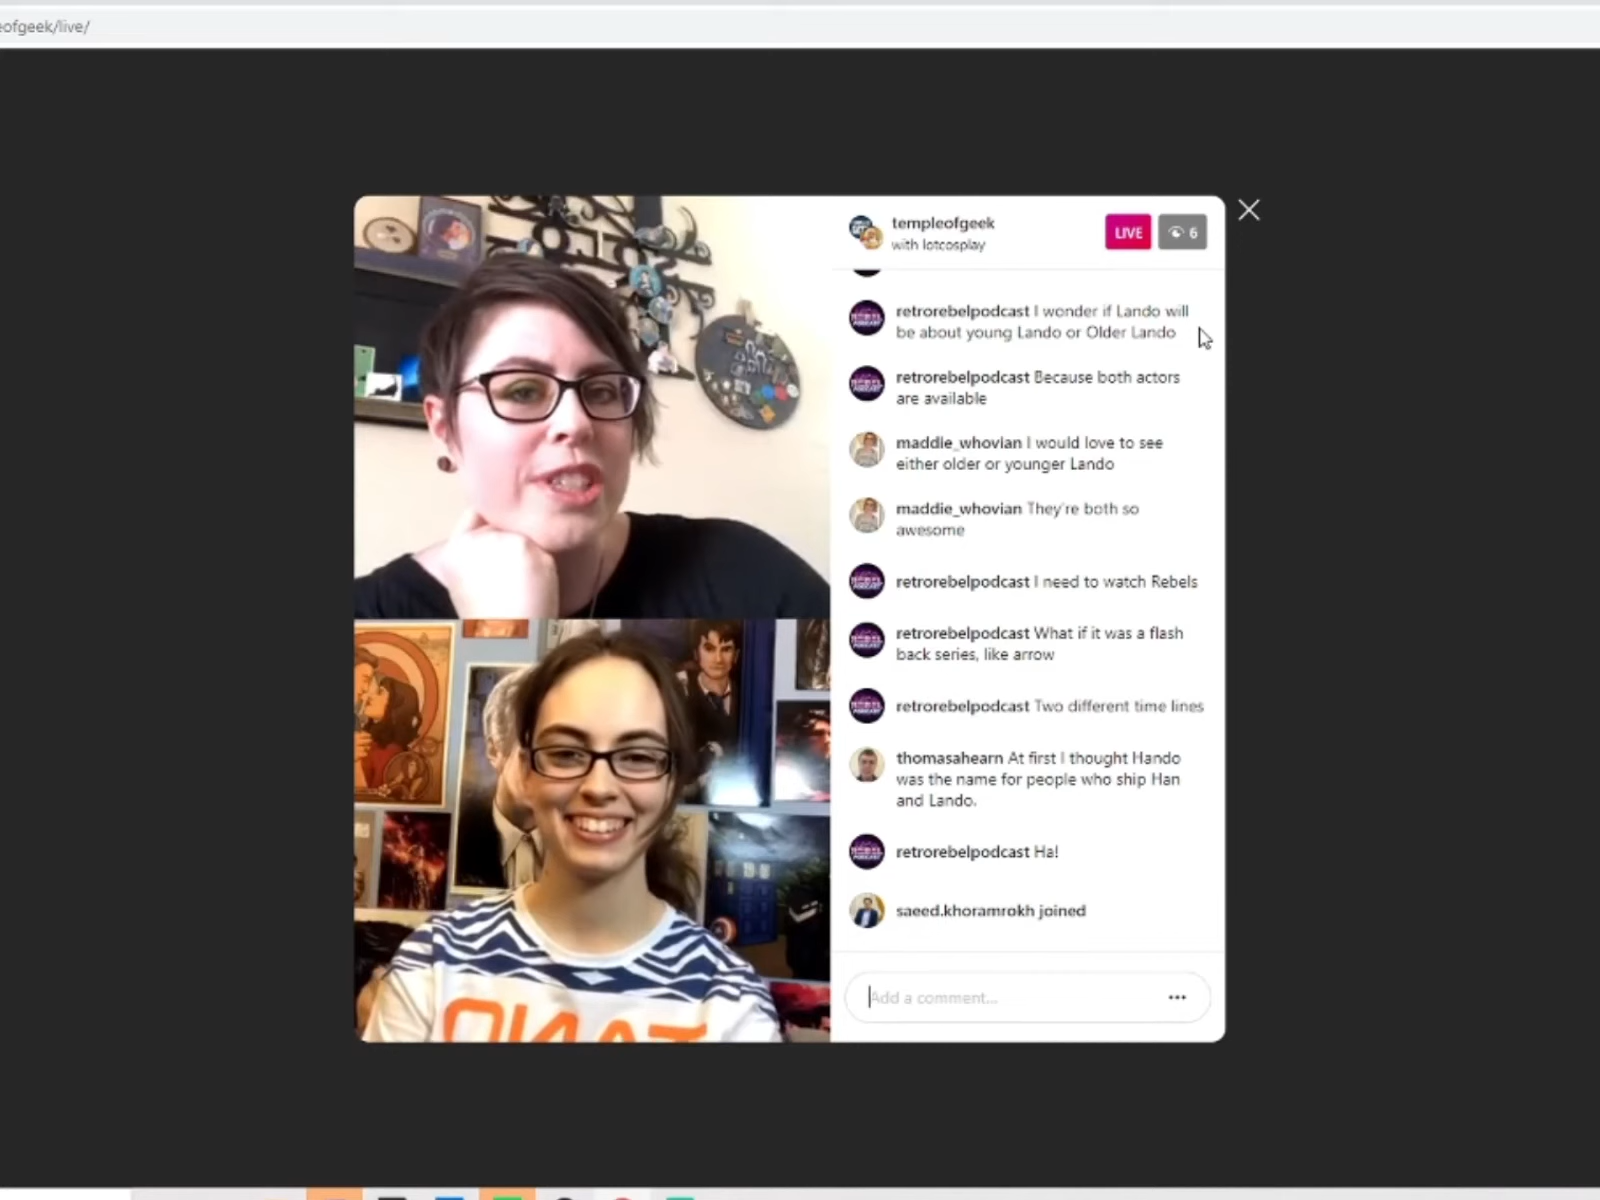 eofgeek/live/
templeofgeek
with lotcosplay
LIVE
6
retrorebelpodcast I wonder if Lando will
be about young Lando or Older Lando
retrorebelpodcast Because both actors
are available
maddie_whovian I would love to see
either older or younger Lando
maddie_whovian They're both so
awesome
retrorebelpodcast I need to watch Rebels
retrorebelpodcast What if it was a flash
back series, like arrow
retrorebelpodcast Two different time lines
thomasahearn At first I thought Hando
was the name for people who ship Han
and Lando.
retrorebelpodcast Ha!
saeed.khoramrokh joined
Add a comment...